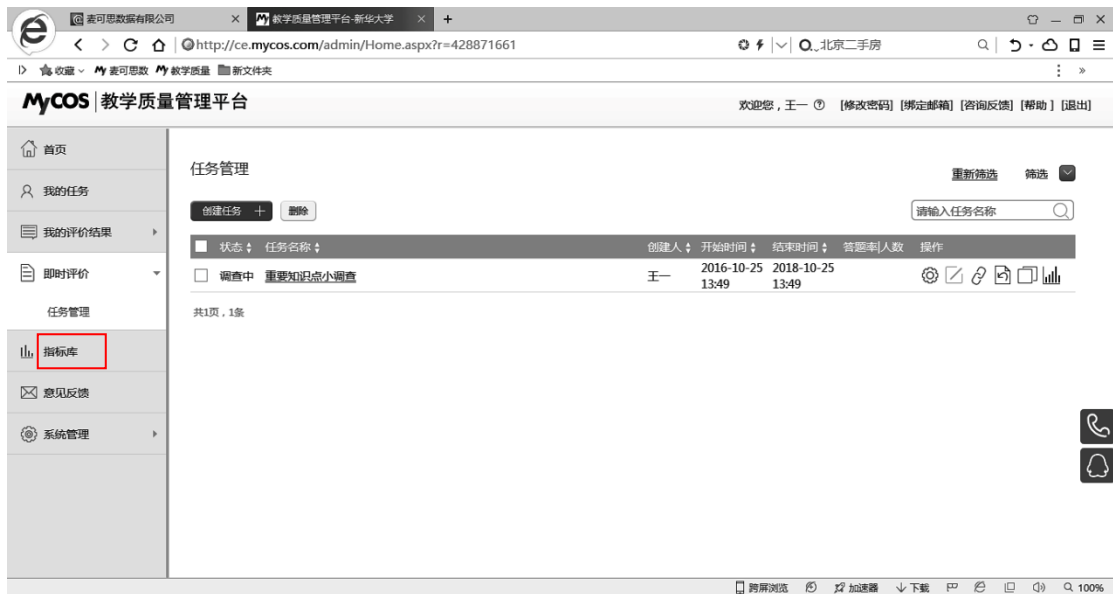 麦可思数据有限公司
教学质量管理平台-新华大学
http://ce.mycos.com/admin/Home.aspx?r=428871661
北京二手房
收藏
麦可思数
教学质量
新文件夹
MyCOS 教学质量管理平台
欢迎您，王一 [修改密码] [绑定邮箱] [咨询反馈] [帮助 ] [退出]
首页
我的任务
我的评价结果
即时评价
任务管理
指标库
意见反馈
系统管理
任务管理
重新筛选 筛选
创建任务 + 删除
请输入任务名称
状态 任务名称 创建人 开始时间 结束时间 答题率|人数 操作
调查中 重要知识点小调查 王一 2016-10-25 2018-10-25
13:49 13:49
共1页，1条
跨屏浏览 加速器 下载 100%